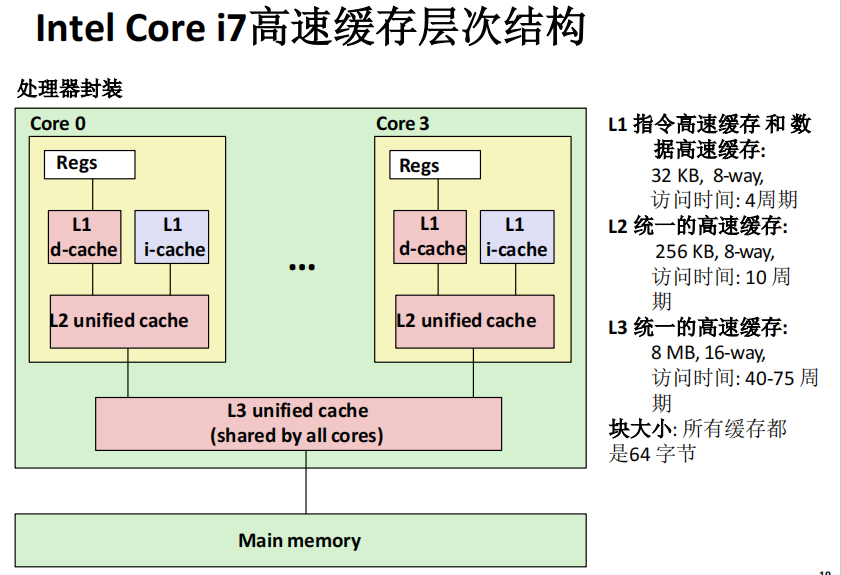 Intel Core i7高速缓存层次结构
处理器封装
Core 0
Regs
L1
d-cache
L1
i-cache
L2 unified cache
...
Core 3
Regs
L1
d-cache
L1
i-cache
L2 unified cache
L3 unified cache
(shared by all cores)
Main memory
L1 指令高速缓存 和 数
据高速缓存:
32 KB, 8-way,
访问时间: 4周期
L2 统一的高速缓存:
256 KB, 8-way,
访问时间: 10 周
期
L3 统一的高速缓存:
8 MB, 16-way,
访问时间: 40-75 周
期
块大小: 所有缓存都
是64 字节